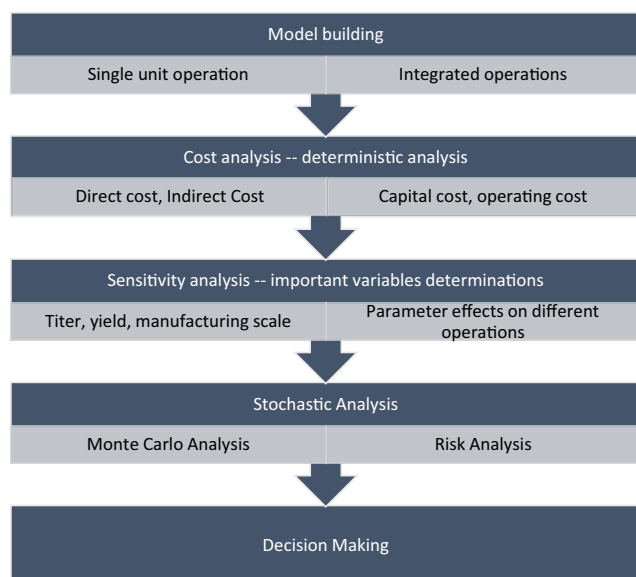 Model building
Single unit operation
Integrated operations
Cost analysis -- deterministic analysis
Direct cost, Indirect Cost
Capital cost, operating cost
Sensitivity analysis -- important variables determinations
Titer, yield, manufacturing scale
Parameter effects on different
operations
Stochastic Analysis
Monte Carlo Analysis
Risk Analysis
Decision Making